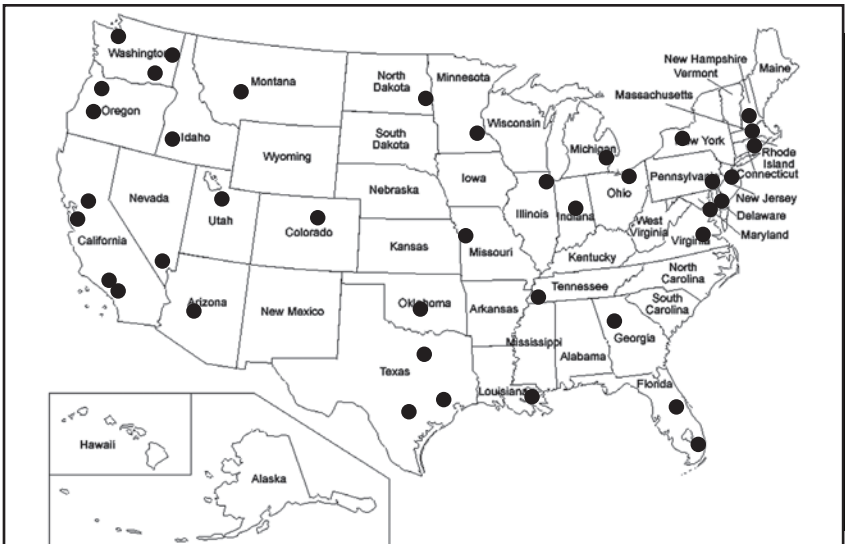 New Hampshire
Vermont
Maine
Washington
Montana
North
Dakota
Minnesota
Massachusetts
Oregon
Idaho
South
Dakota
Wisconsin
Michigan
New York
Rhode
Island
Connecticut
Wyoming
Iowa
Pennsylvania
Nevada
Nebraska
Ohio
New Jersey
Utah
Colorado
Illinois
Indiana
West
Virginia
Delaware
California
Kansas
Missouri
Virginia
Maryland
Kentucky
North
Carolina
Arizona
New Mexico
Oklahoma
Arkansas
Tennessee
South
Carolina
Mississippi
Georgia
Alabama
Texas
Louisiana
Florida
Hawaii
Alaska